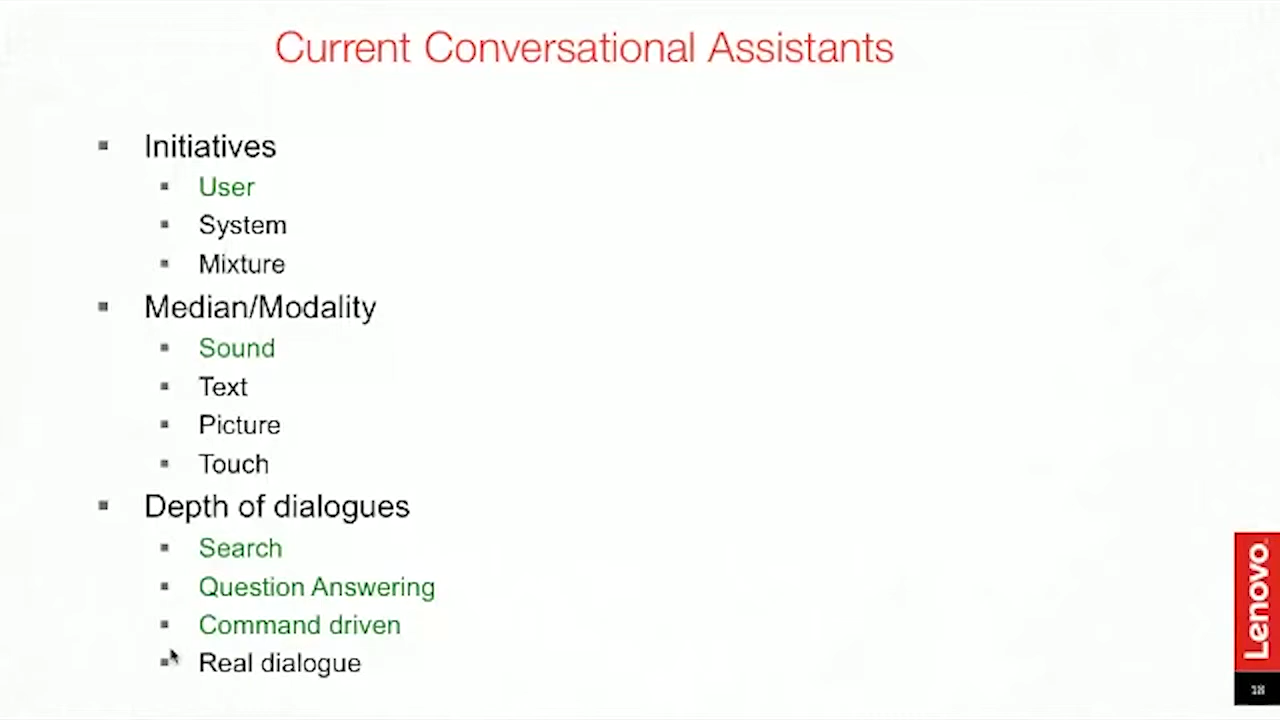 Current Conversational Assistants
Initiatives
User
System
Mixture
Median/Modality
Sound
Text
Picture
Touch
Depth of dialogues
Search
Question Answering
Command driven
Real dialogue
Lenovo
18